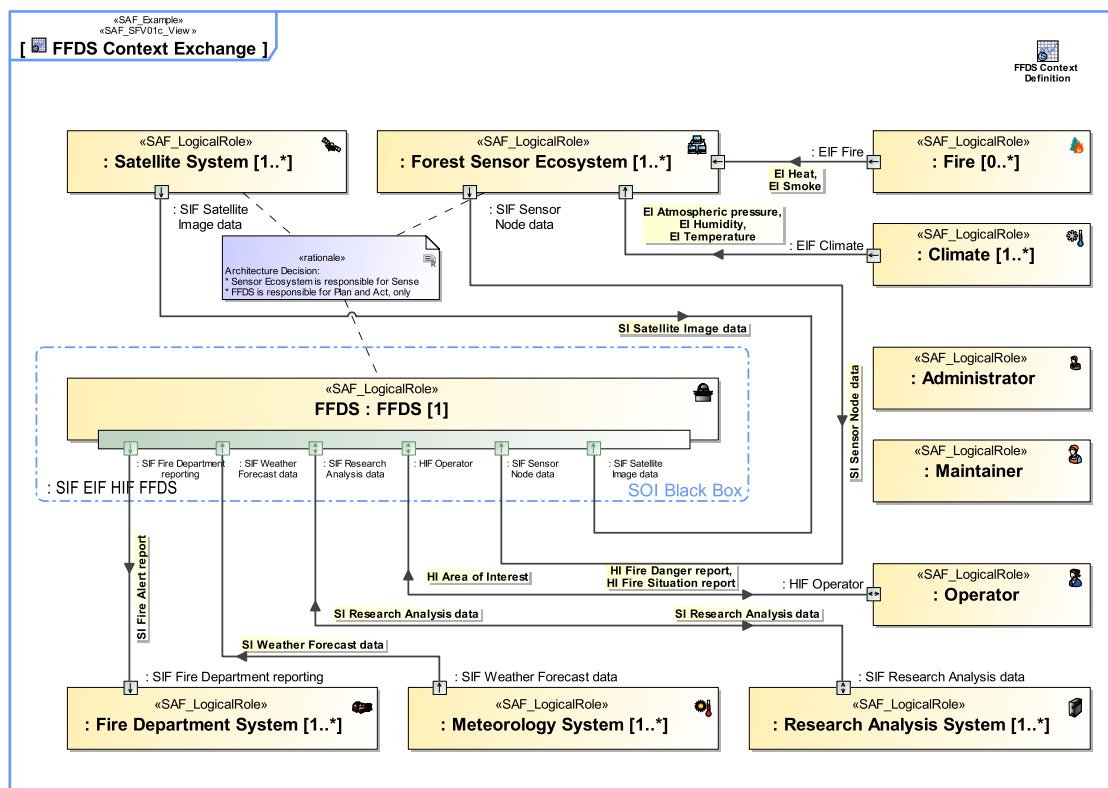 «SAF_Example»
«SAF_SFV01c_View »
[ FFDS Context Exchange ]
FFDS Context
Definition
«SAF_LogicalRole»
: Satellite System [1..*]
«SAF_LogicalRole»
: Forest Sensor Ecosystem [1..*]
: EIF Fire
«SAF_LogicalRole»
: Fire [0..*]
EI Heat,
EI Smoke
: SIF Satellite
Image data
: SIF Sensor
Node data
EI Atmospheric pressure,
EI Humidity,
EI Temperature
: EIF Climate
«SAF_LogicalRole»
: Climate [1..*]
«rationale»
Architecture Decision:
* Sensor Ecosystem is responsible for Sense
* FFDS is responsible for Plan and Act, only
SI Satellite Image data
«SAF_LogicalRole»
: Administrator
SI Sensor Node data
«SAF_LogicalRole»
FFDS : FFDS [1]
«SAF_LogicalRole»
: Maintainer
: SIF Fire Department
reporting
: SIF Weather
Forecast data
: SIF Research
Analysis data
: HIF Operator
: SIF Sensor
Node data
: SIF Satellite
Image data
: SIF EIF HIF FFDS
SOI Black Box
SI Fire Alert report
HI Area of Interest
HI Fire Danger report,
HI Fire Situation report
: HIF Operator
«SAF_LogicalRole»
: Operator
SI Research Analysis data
SI Research Analysis data
SI Weather Forecast data
: SIF Fire Department reporting
: SIF Weather Forecast data
: SIF Research Analysis data
«SAF_LogicalRole»
: Fire Department System [1..*]
«SAF_LogicalRole»
: Meteorology System [1..*]
«SAF_LogicalRole»
: Research Analysis System [1..*]